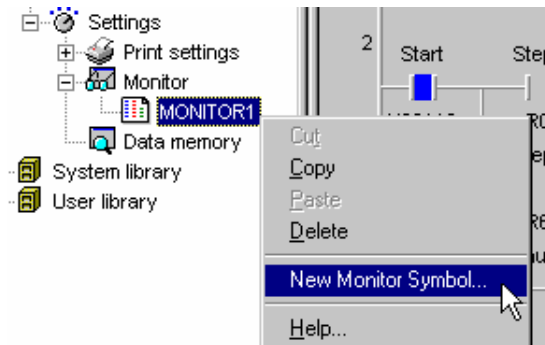 Settings
Print settings
Monitor
MONITOR1
Data memory
System library
User library
2
Start
Cut
Copy
Paste
Delete
New Monitor Symbol...
Help...